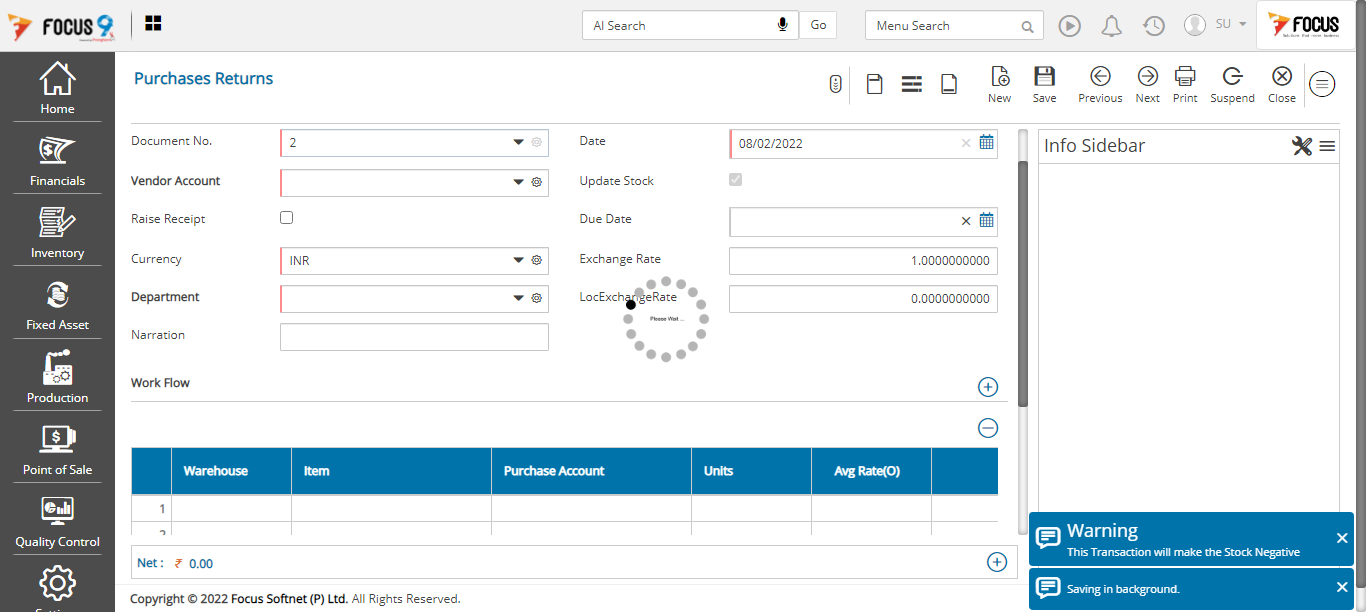 FOCUS 9
AI Search
Go
Menu Search
SU
FOCUS
Home
Financials
Inventory
Fixed Asset
Production
Point of Sale
Quality Control
Purchases Returns
New
Save
Previous
Next
Print
Suspend
Close
Document No.
2
Date
08/02/2022
Vendor Account
Update Stock
Raise Receipt
Due Date
Currency
INR
Exchange Rate
1.0000000000
Department
LocExchangeRate
0.0000000000
Narration
Please Wait ...
Work Flow
Warehouse
Item
Purchase Account
Units
Avg Rate(O)
1
2
Net : ₹ 0.00
Info Sidebar
Warning
This Transaction will make the Stock Negative
Saving in background.
Copyright © 2022 Focus Softnet (P) Ltd. All Rights Reserved.